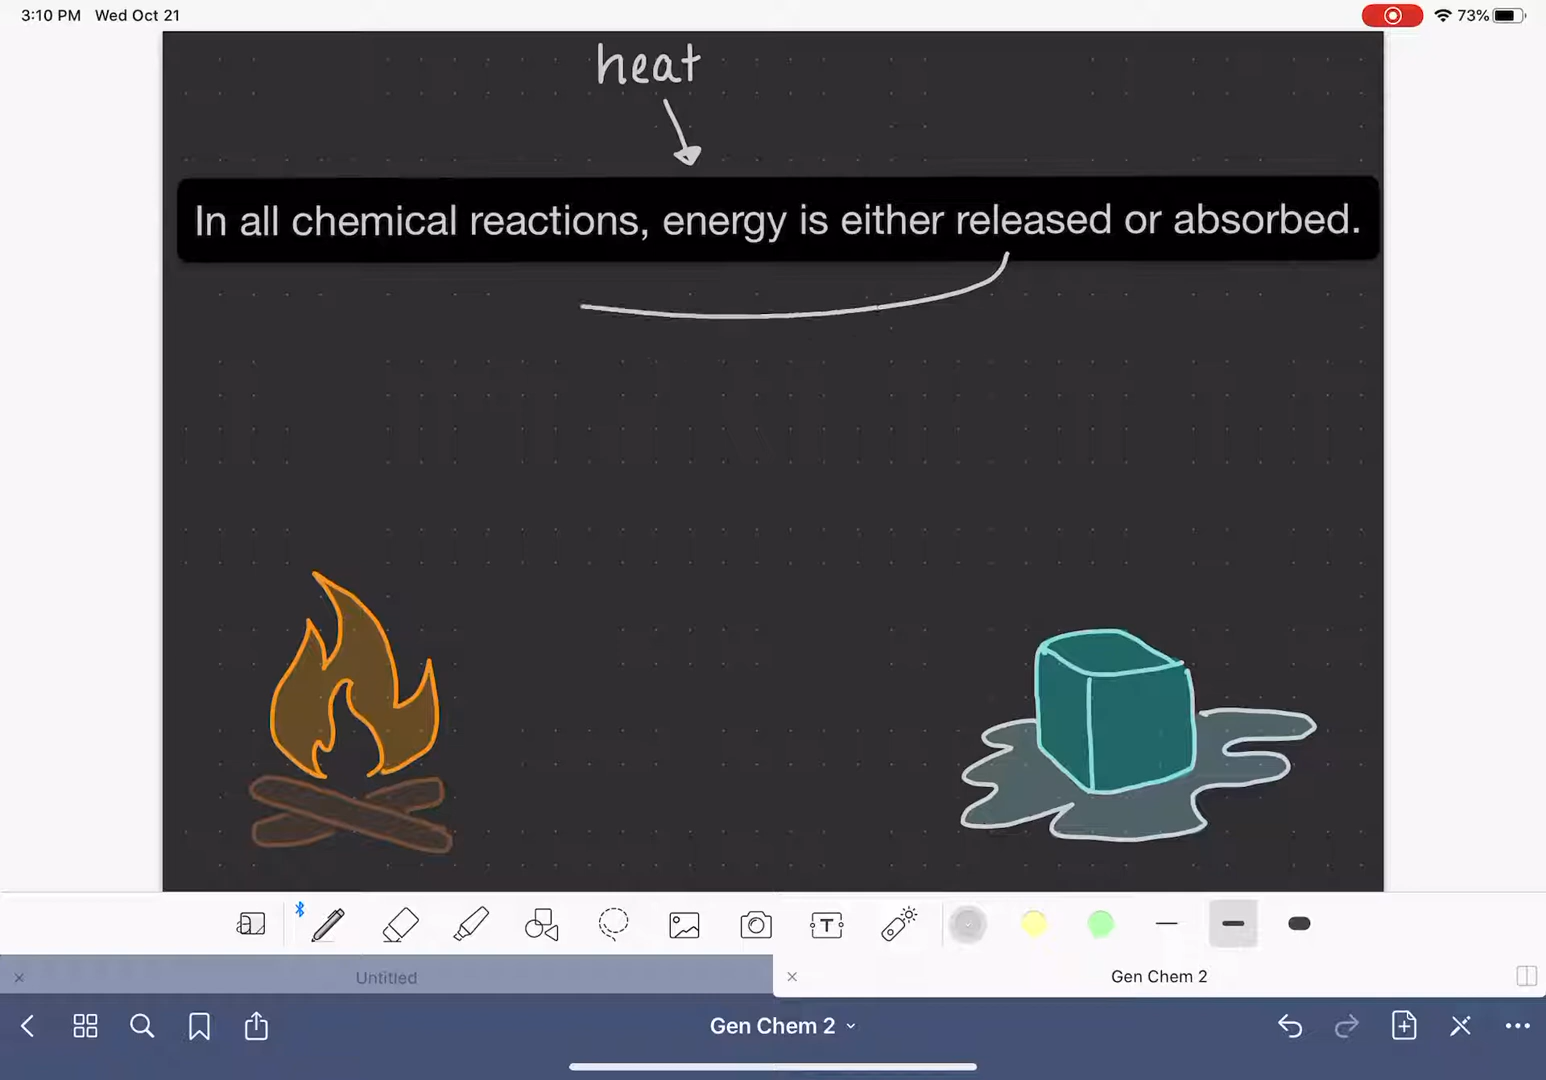 3:10 PM Wed Oct 21
73%
heat
In all chemical reactions, energy is either released or absorbed.
T
× Untitled
× Gen Chem 2
Gen Chem 2